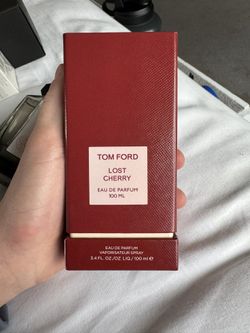 TOM FORD
LOST
CHERRY
EAU DE PARFUM
100 ML
EAU DE PARFUM
VAPORISATEUR SPRAY
3.4 FL. OZ./OZ. LIQ. / 100 ml ℮